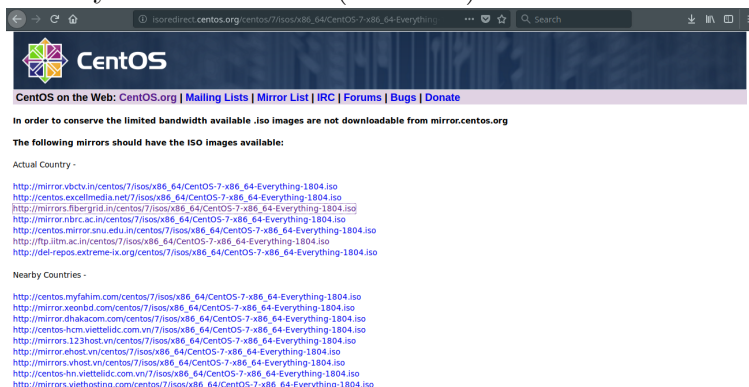 isoredirect.centos.org/centos/7/isos/x86_64/CentOS-7-x86_64-Everything
Search
CentOS
CentOS on the Web: CentOS.org | Mailing Lists | Mirror List | IRC | Forums | Bugs | Donate
In order to conserve the limited bandwidth available .iso images are not downloadable from mirror.centos.org
The following mirrors should have the ISO images available:
Actual Country -
http://mirror.vbctv.in/centos/7/isos/x86_64/CentOS-7-x86_64-Everything-1804.iso
http://centos.excellmedia.net/7/isos/x86_64/CentOS-7-x86_64-Everything-1804.iso
http://mirrors.fibergrid.in/centos/7/isos/x86_64/CentOS-7-x86_64-Everything-1804.iso
http://mirror.nbrc.ac.in/centos/7/isos/x86_64/CentOS-7-x86_64-Everything-1804.iso
http://centos.mirror.snu.edu.in/centos/7/isos/x86_64/CentOS-7-x86_64-Everything-1804.iso
http://ftp.iitm.ac.in/centos/7/isos/x86_64/CentOS-7-x86_64-Everything-1804.iso
http://del-repos.extreme-ix.org/centos/7/isos/x86_64/CentOS-7-x86_64-Everything-1804.iso
Nearby Countries -
http://centos.myfahim.com/centos/7/isos/x86_64/CentOS-7-x86_64-Everything-1804.iso
http://mirror.xeonbd.com/centos/7/isos/x86_64/CentOS-7-x86_64-Everything-1804.iso
http://mirror.dhakacom.com/centos/7/isos/x86_64/CentOS-7-x86_64-Everything-1804.iso
http://centos-hcm.viettelidc.com.vn/7/isos/x86_64/CentOS-7-x86_64-Everything-1804.iso
http://mirrors.123host.vn/centos/7/isos/x86_64/CentOS-7-x86_64-Everything-1804.iso
http://mirror.ehost.vn/centos/7/isos/x86_64/CentOS-7-x86_64-Everything-1804.iso
http://mirrors.vhost.vn/centos/7/isos/x86_64/CentOS-7-x86_64-Everything-1804.iso
http://centos-hn.viettelidc.com.vn/7/isos/x86_64/CentOS-7-x86_64-Everything-1804.iso
http://mirrors.viethosting.com/centos/7/isos/x86_64/CentOS-7-x86_64-Everything-1804.iso